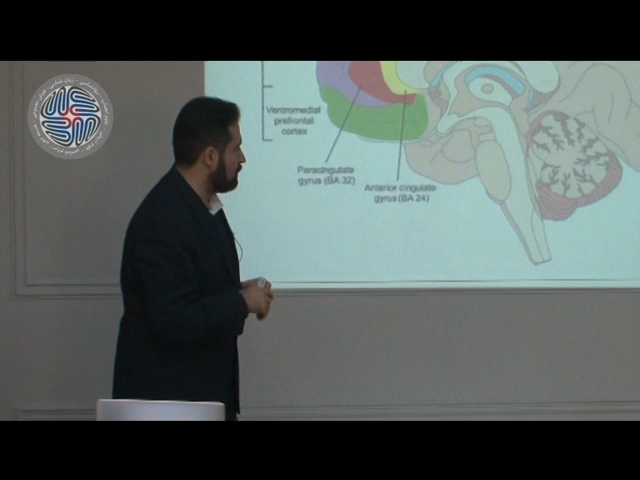 Ventromedial
prefrontal
cortex
Paracingulate
gyrus (BA 32)
Anterior cingulate
gyrus (BA 24)